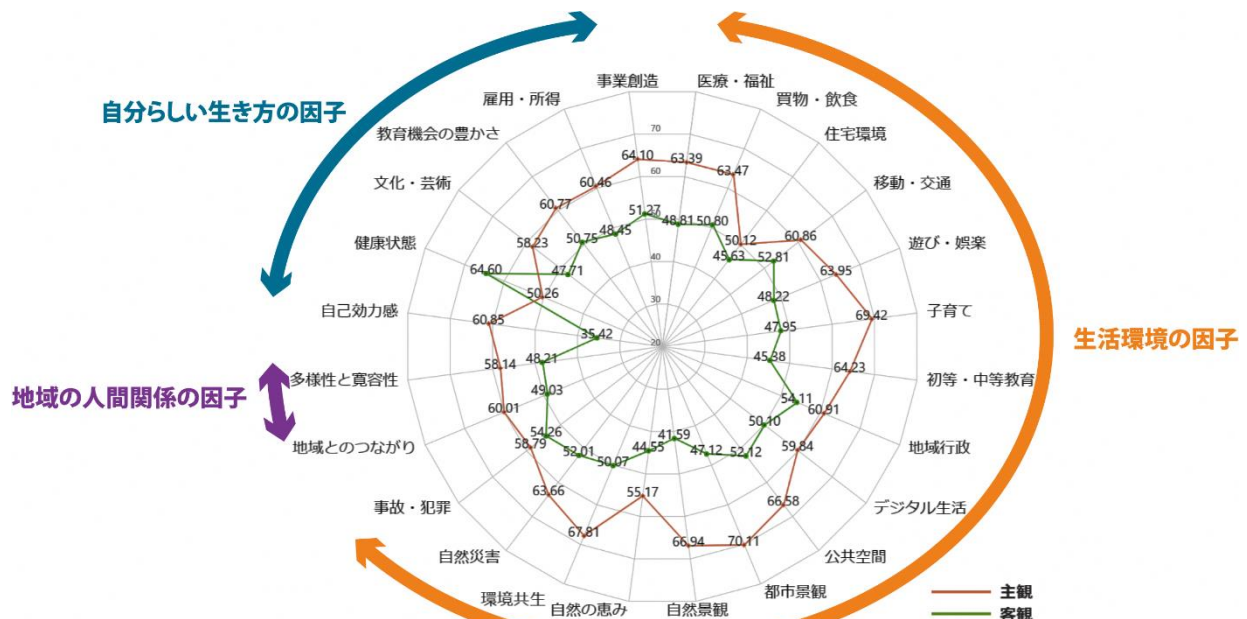 事業創造
医療・福祉
雇用・所得
買物・飲食
自分らしい生き方の因子
教育機会の豊かさ
住宅環境
文化・芸術
移動・交通
健康状態
遊び・娯楽
自己効力感
子育て
生活環境の因子
多様性と寛容性
初等・中等教育
地域の人間関係の因子
地域とのつながり
地域行政
事故・犯罪
デジタル生活
自然災害
公共空間
環境共生
都市景観
自然の恵み
自然景観
主観
客観
70
60
40
30
20
64.10
63.39
63.47
50.12
60.86
63.95
69.42
64.23
60.91
59.84
66.58
70.11
66.94
55.17
67.81
63.66
58.79
60.01
58.14
60.85
50.26
58.23
60.77
60.46
51.27
48.81
50.80
45.63
52.81
48.22
47.95
45.38
54.11
50.10
52.12
47.12
41.59
44.55
50.07
52.01
54.26
49.03
48.21
35.42
64.60
47.71
50.75
48.45